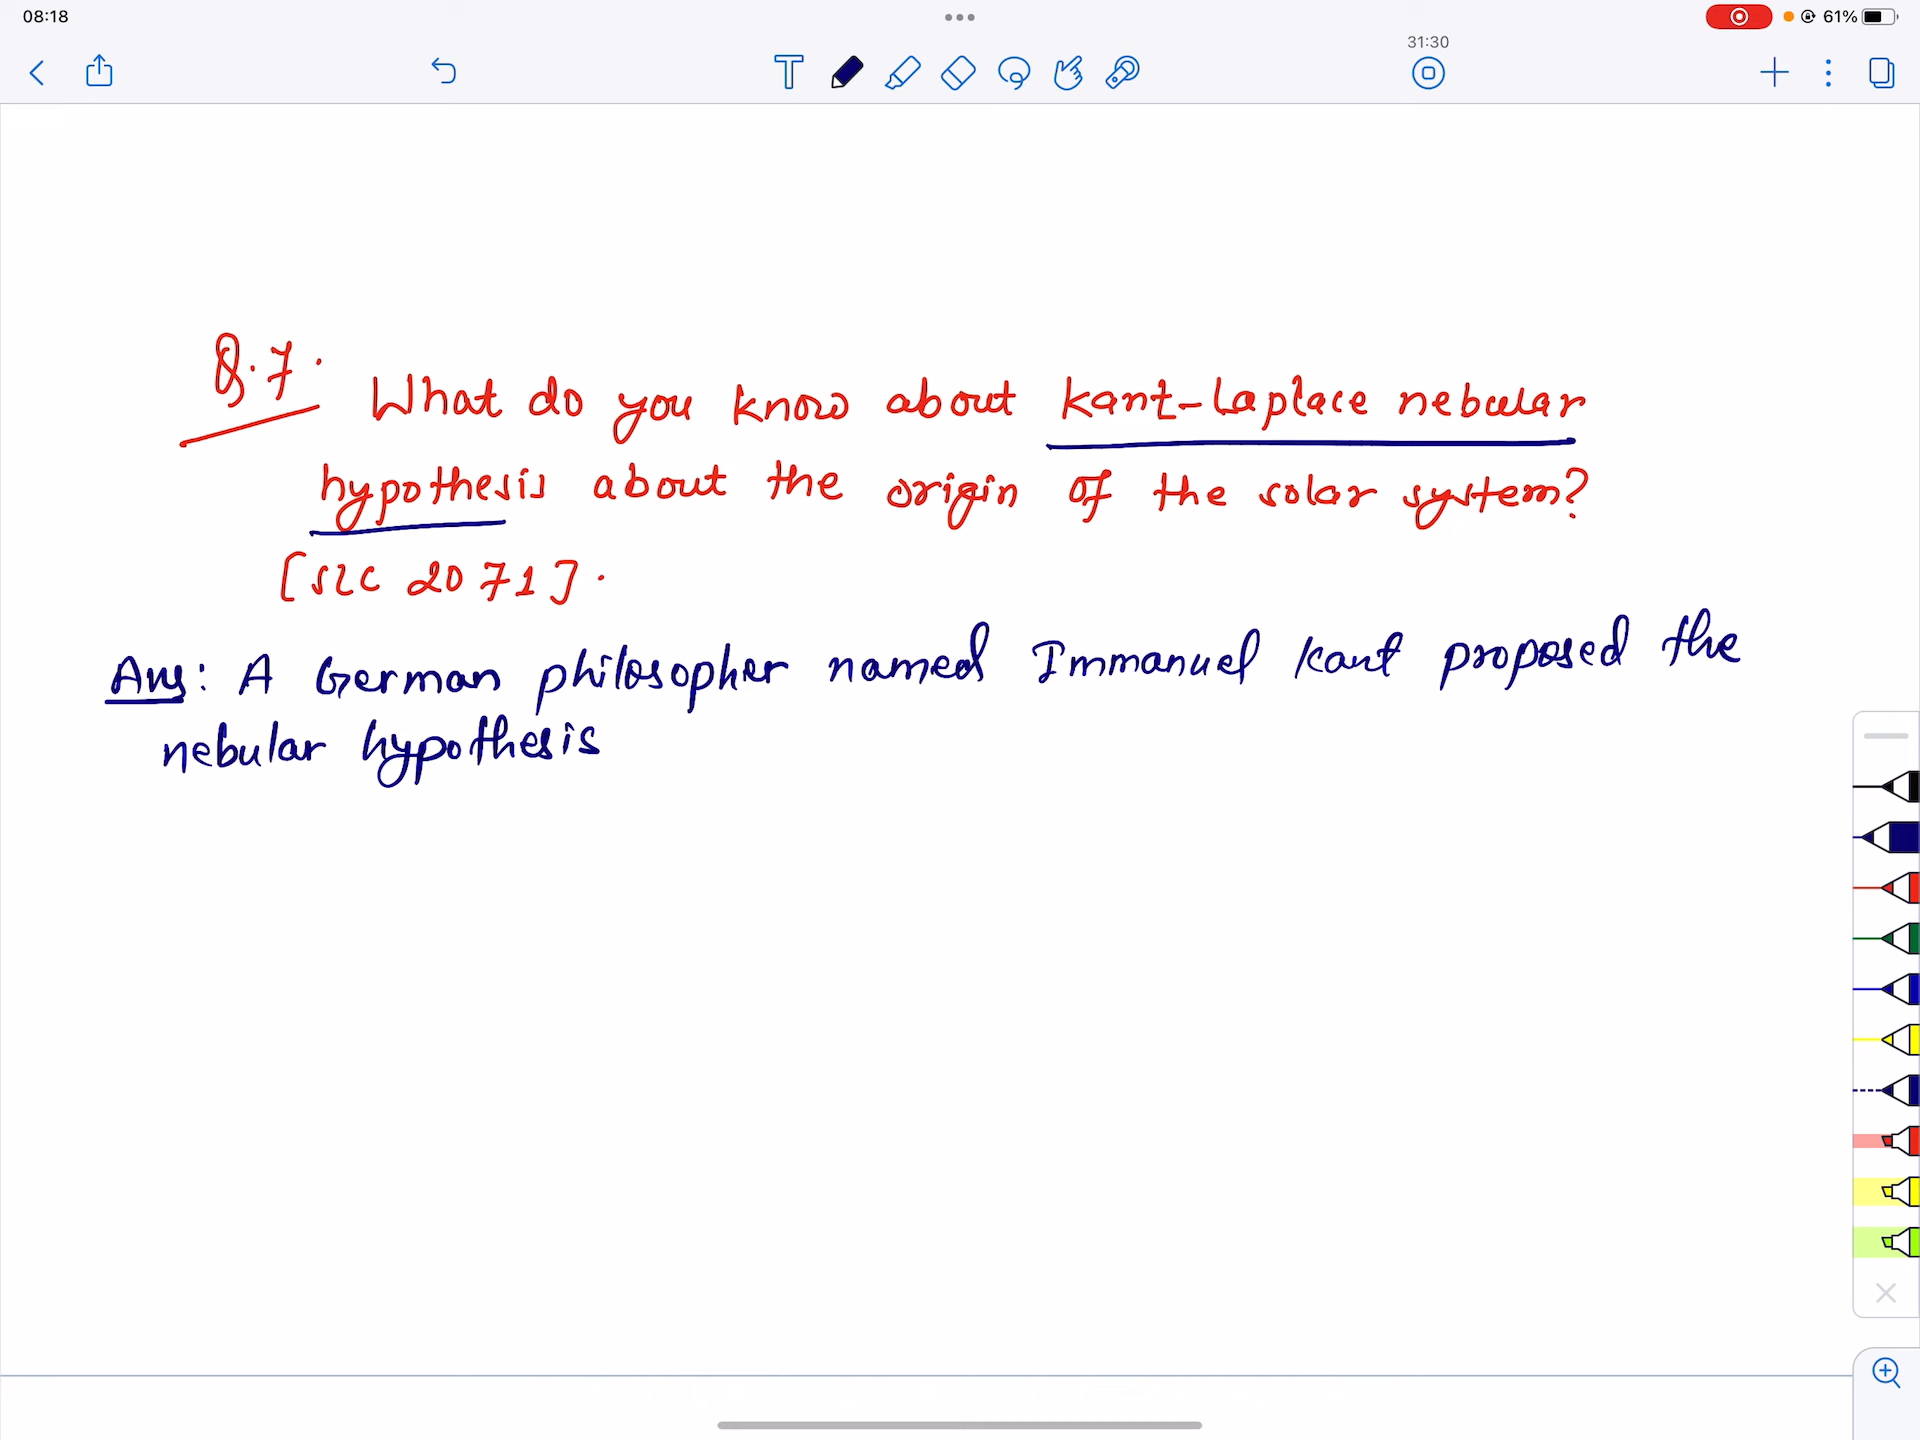 08:18
61%
31:30
Q.7.
What do you know about kant-Laplace nebular
hypothesis about the origin of the solar system?
[SLC 2071].
Ans: A German philosopher named Immanuel Kant proposed the
nebular hypothesis